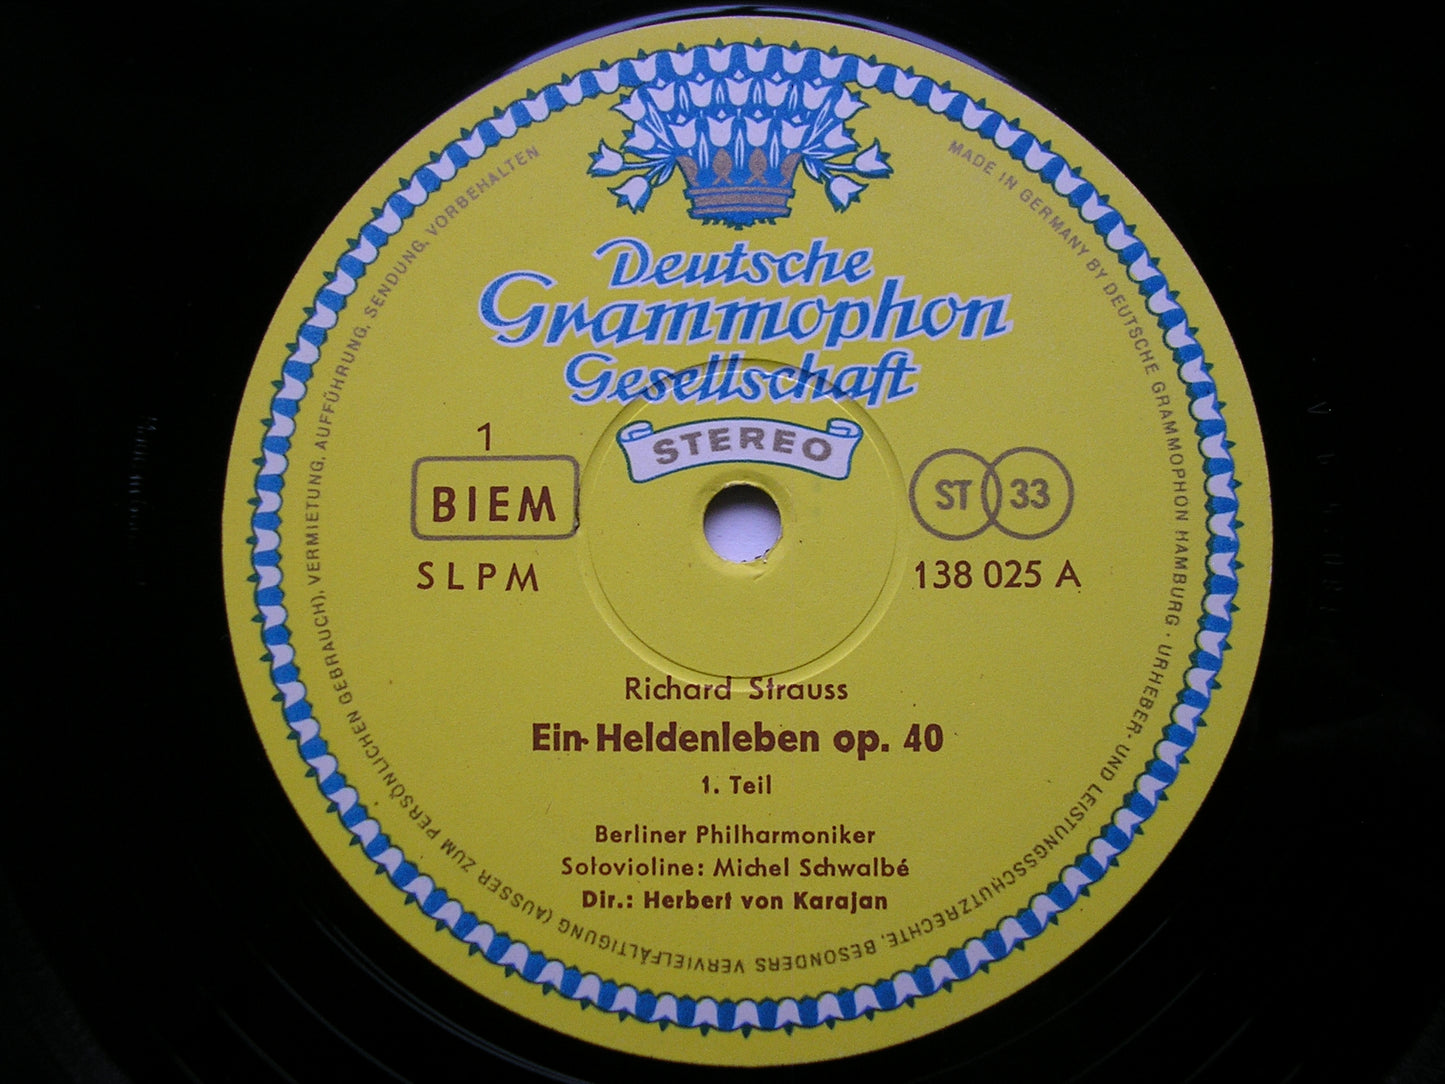 Deutsche
Grammophon
Gesellschaft
STEREO
1
BIEM
SLPM
ST 33
138 025 A
Richard Strauss
Ein Heldenleben op. 40
1. Teil
Berliner Philharmoniker
Solovioline: Michel Schwalbé
Dir.: Herbert von Karajan
MADE IN GERMANY BY DEUTSCHE GRAMMOPHON HAMBURG · URHEBER- UND LEISTUNGSSCHUTZRECHTE, BESONDERS VERVIELFÄLTIGUNG (AUSSER ZUM PERSÖNLICHEN GEBRAUCH), VERMIETUNG, AUFFÜHRUNG, SENDUNG, VORBEHALTEN